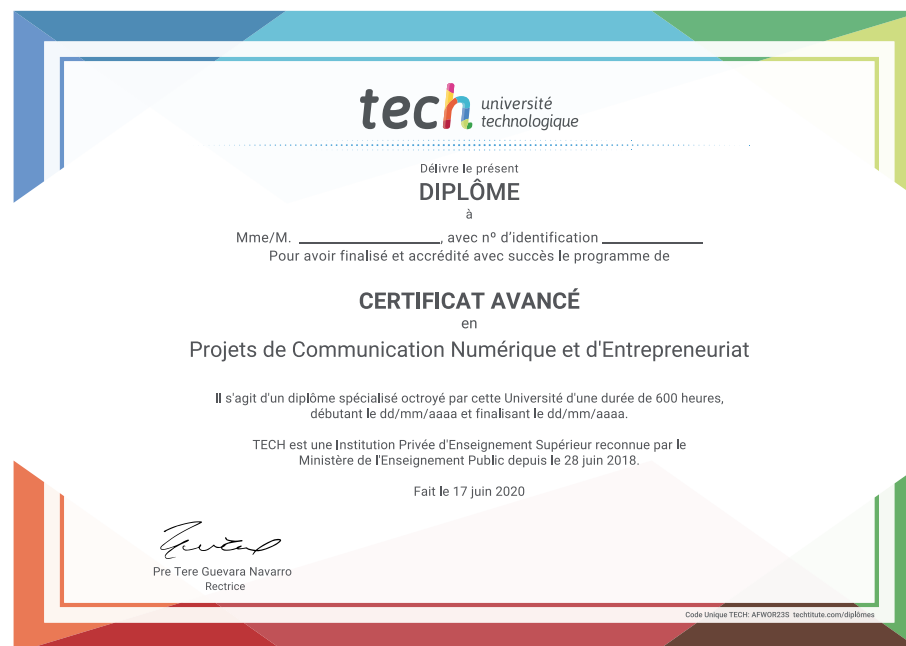 tech université
technologique
Délivre le présent
DIPLÔME
à
Mme/M. ____________________, avec nº d'identification ______________
Pour avoir finalisé et accrédité avec succès le programme de
CERTIFICAT AVANCÉ
en
Projets de Communication Numérique et d'Entrepreneuriat
Il s'agit d'un diplôme spécialisé octroyé par cette Université d'une durée de 600 heures,
débutant le dd/mm/aaaa et finalisant le dd/mm/aaaa.
TECH est une Institution Privée d'Enseignement Supérieur reconnue par le
Ministère de l'Enseignement Public depuis le 28 juin 2018.
Fait le 17 juin 2020
Pre Tere Guevara Navarro
Rectrice
Code Unique TECH: AFWOR23S techtitute.com/diplômes